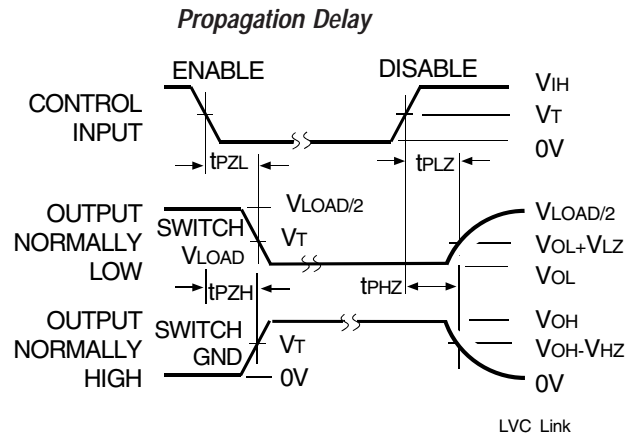 Propagation Delay
ENABLE DISABLE
CONTROL
INPUT
VIH
VT
0V
tPZL tPLZ
OUTPUT
NORMALLY
LOW
SWITCH
VLOAD
VLOAD/2
VT
VLOAD/2
VOL+VLZ
VOL
tPZH tPHZ
OUTPUT
NORMALLY
HIGH
SWITCH
GND
VT
0V
VOH
VOH-VHZ
0V
LVC Link